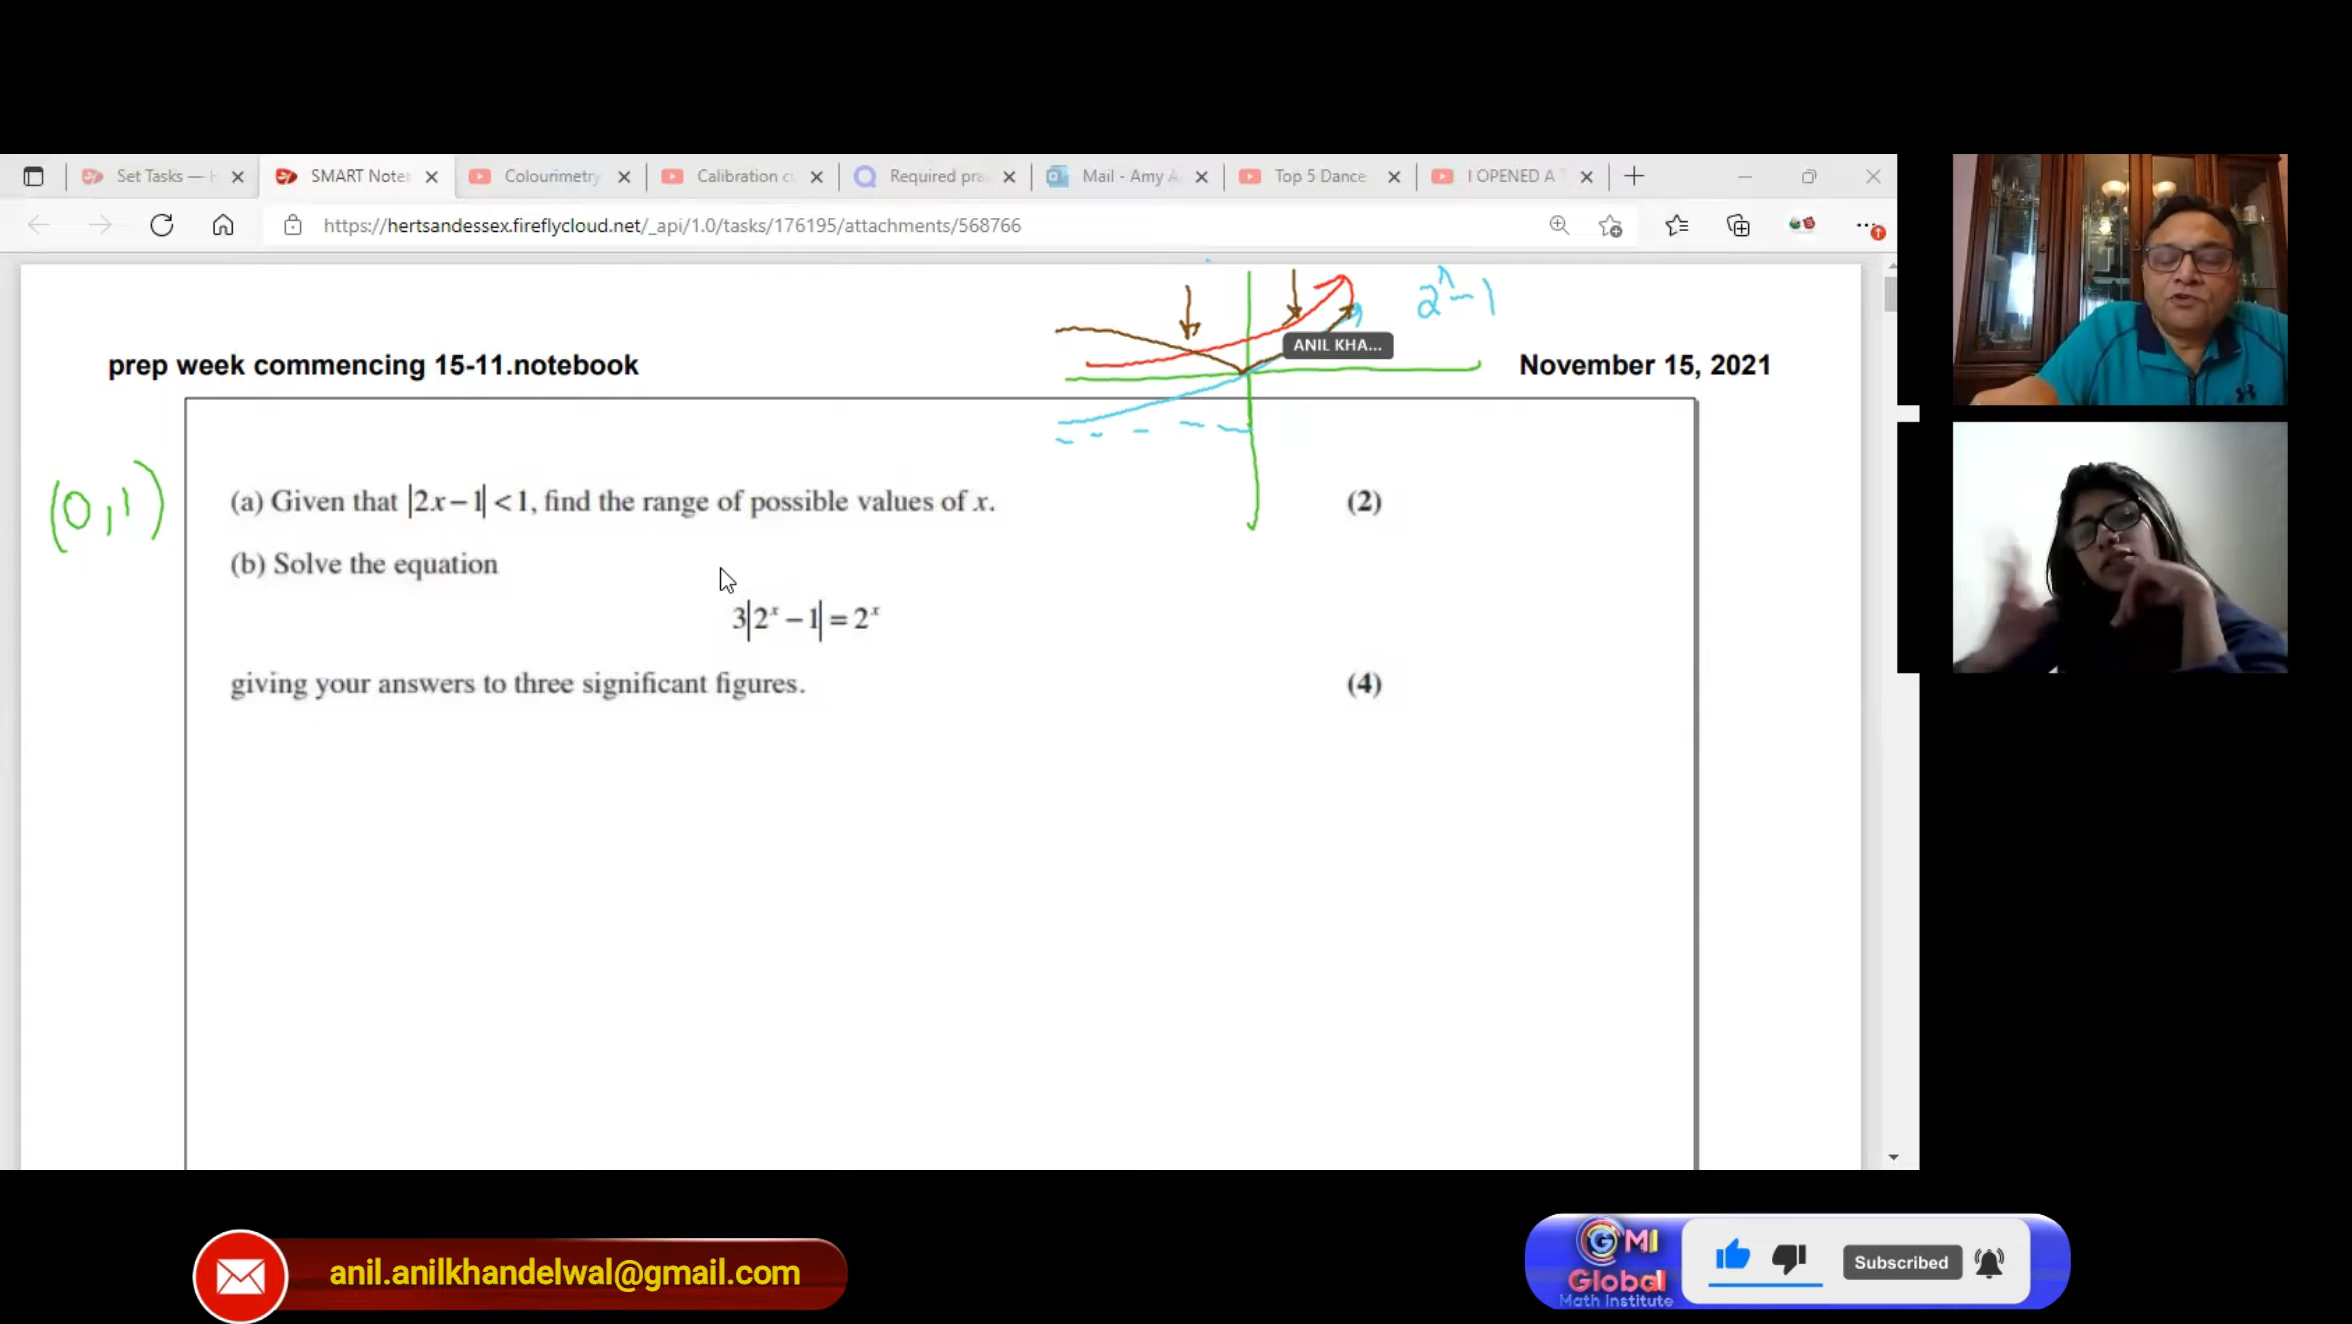 Set Tasks — H
SMART Note
Colourimetry
Calibration c
Required pra
Mail - Amy A
Top 5 Dance
I OPENED A
https://hertsandessex.fireflycloud.net/_api/1.0/tasks/176195/attachments/568766
2^x - 1
ANIL KHA...
prep week commencing 15-11.notebook
November 15, 2021
(0,1)
(a) Given that |2x − 1| < 1, find the range of possible values of x.
(2)
(b) Solve the equation
3|2ˣ − 1| = 2ˣ
giving your answers to three significant figures.
(4)
anil.anilkhandelwal@gmail.com
GMI
Global
Math Institute
Subscribed